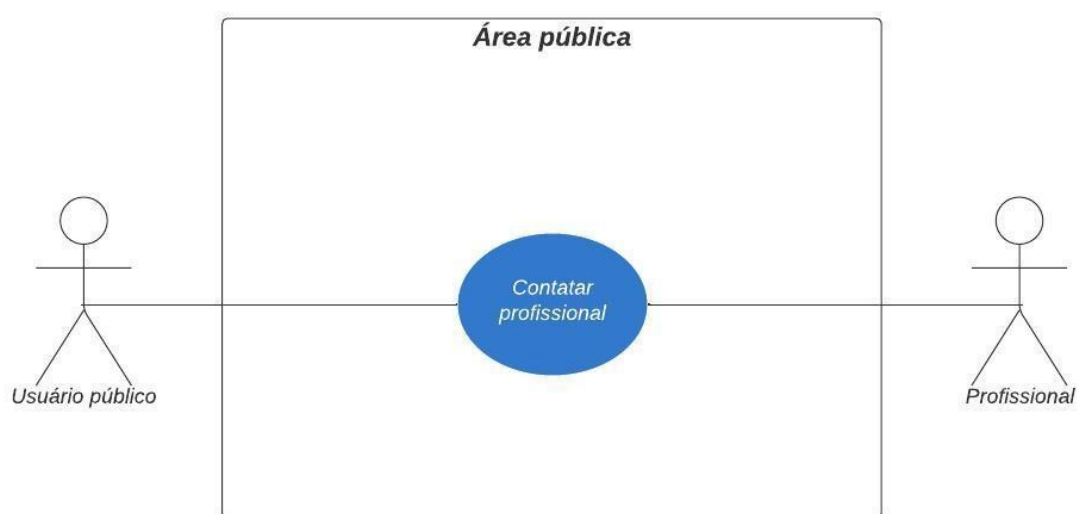 Área pública
Contatar
profissional
Usuário público
Profissional